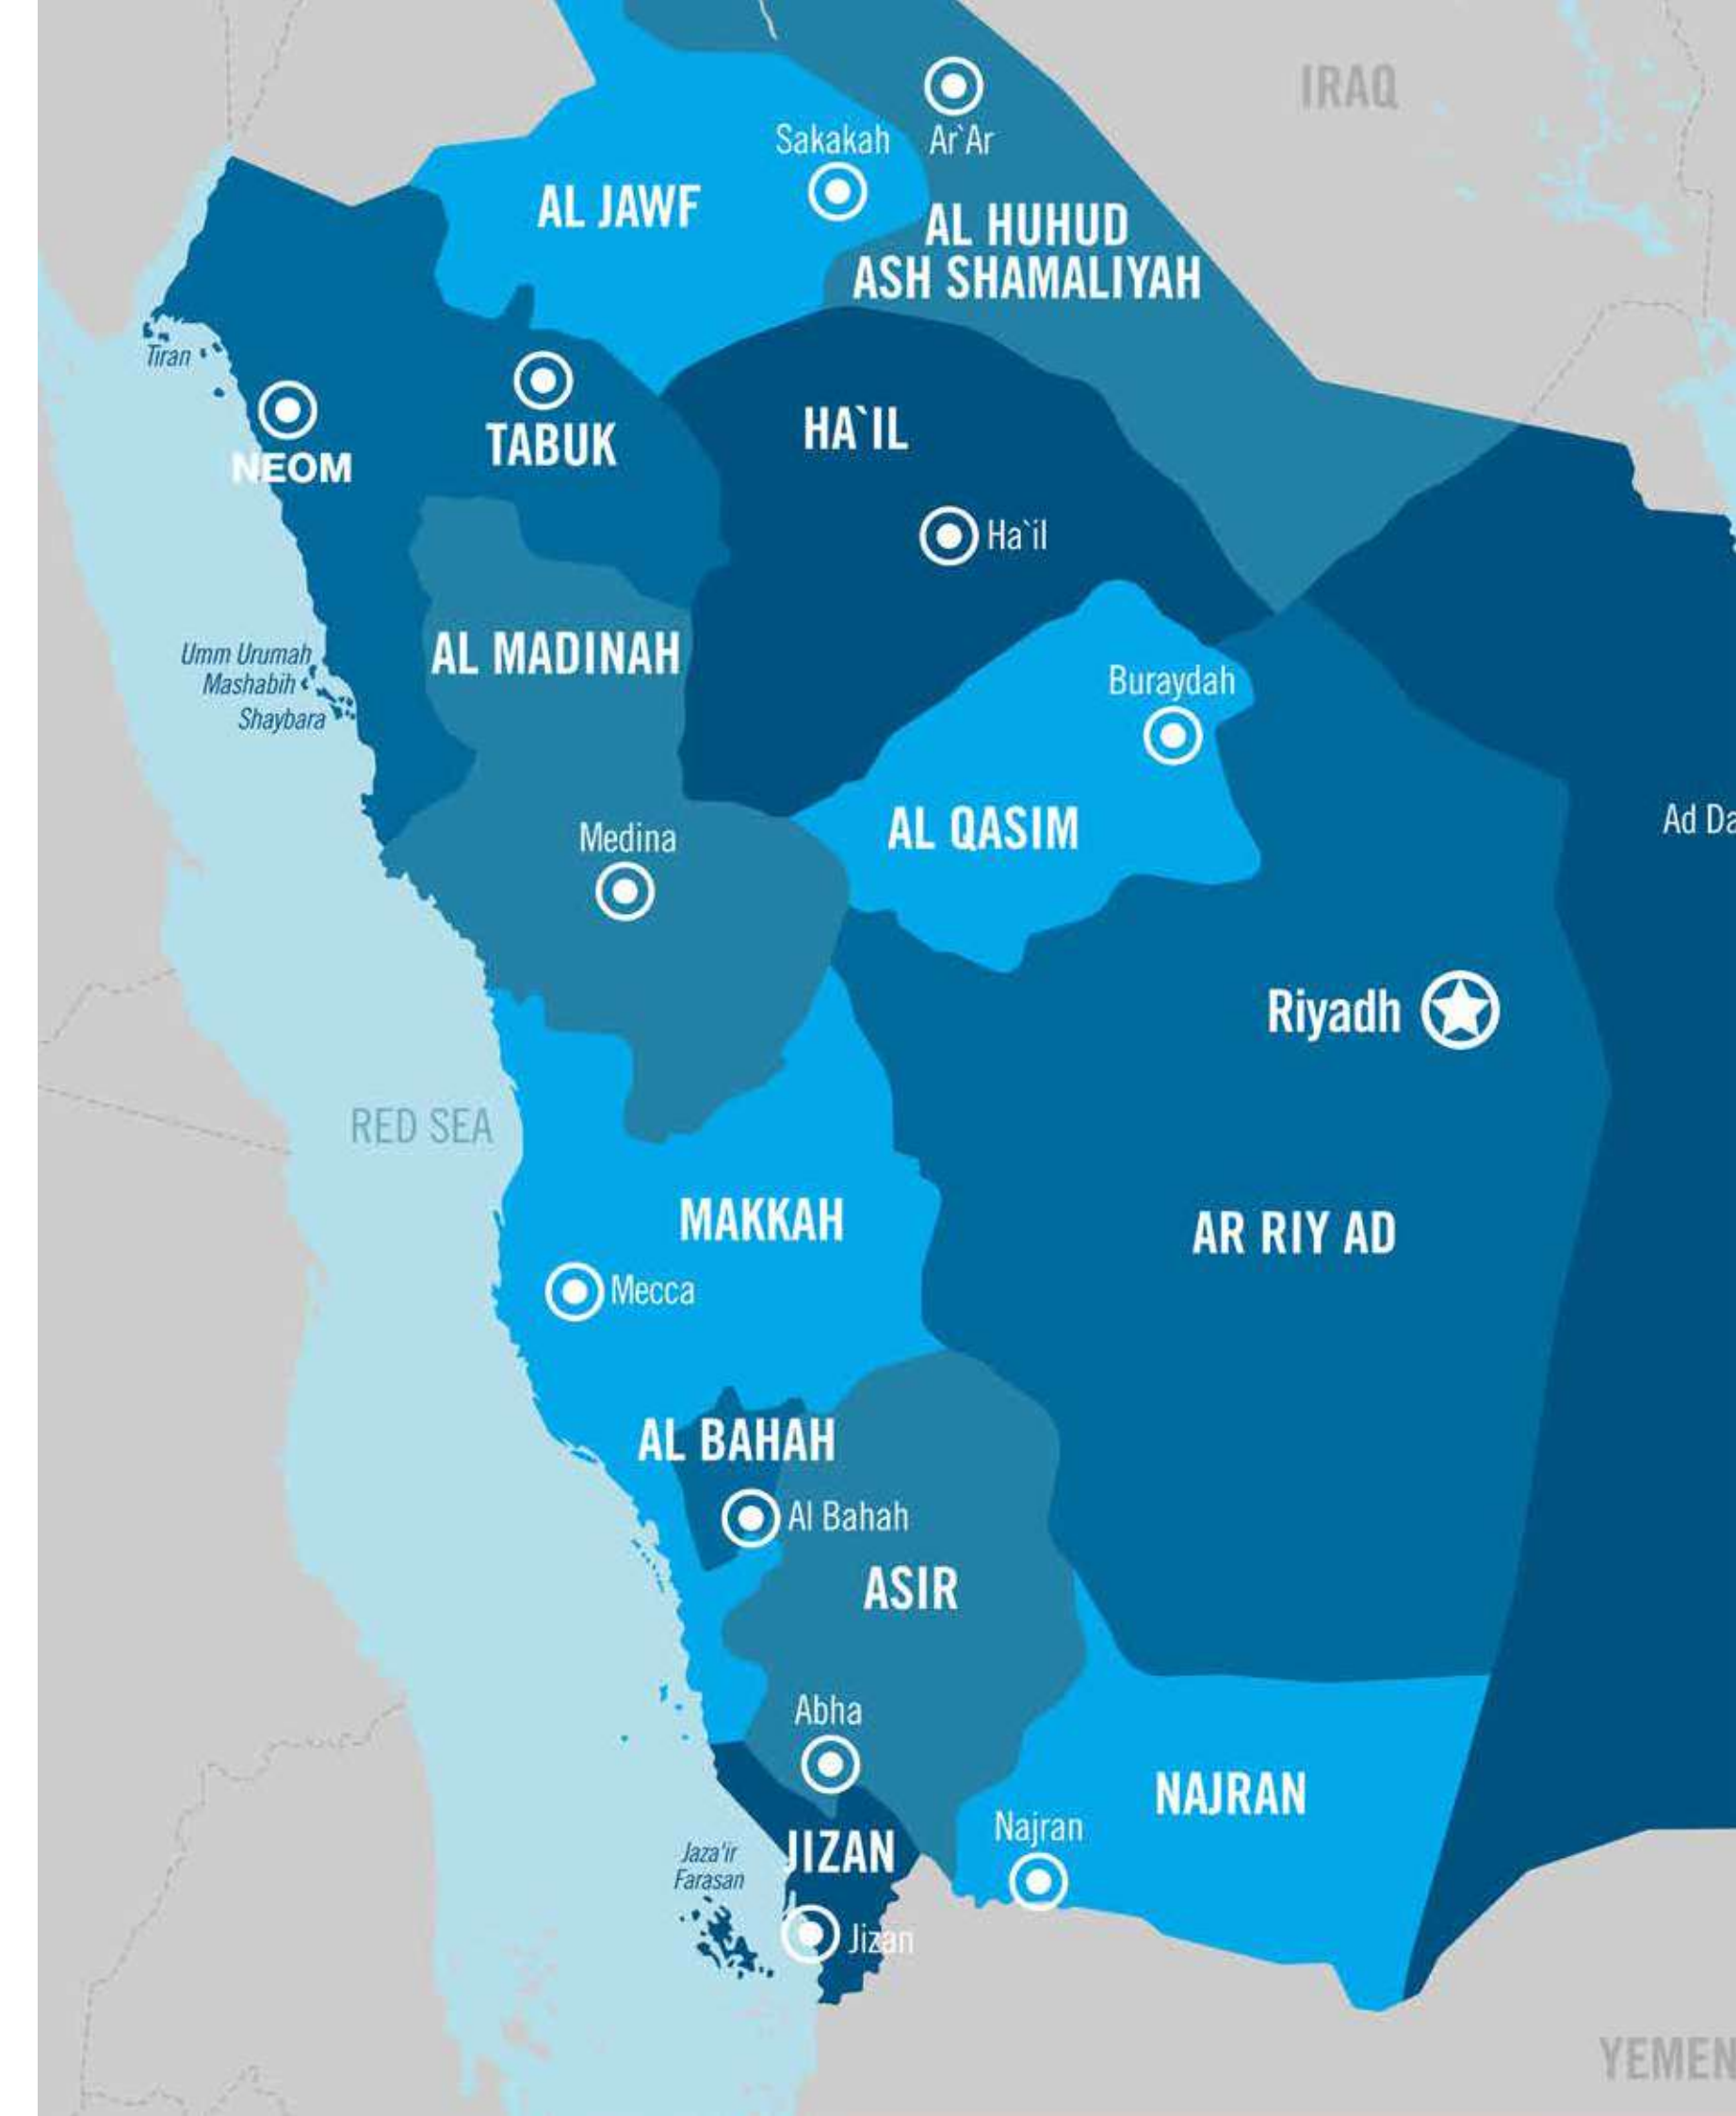 IRAQ
Ar`Ar
Sakakah
AL JAWF
AL HUHUD
ASH SHAMALIYAH
Tiran
NEOM
TABUK
HA`IL
Ha`il
AL MADINAH
Umm Urumah
Mashabih
Shaybara
Buraydah
AL QASIM
Ad Da
Medina
Riyadh
RED SEA
MAKKAH
AR RIY AD
Mecca
AL BAHAH
Al Bahah
ASIR
Abha
NAJRAN
Najran
JIZAN
Jaza'ir
Farasan
Jizan
YEMEN